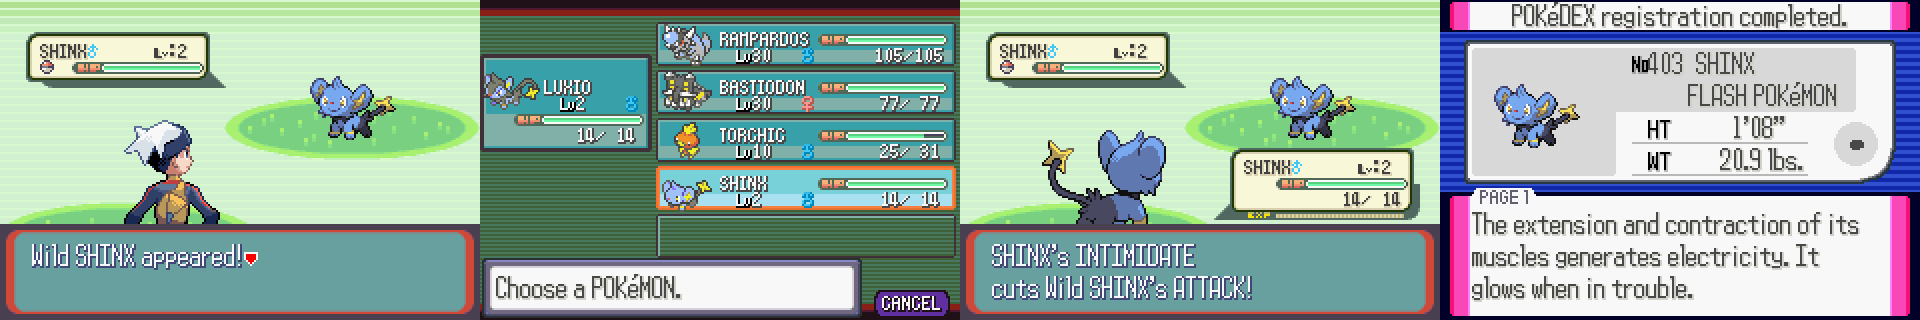 SHINX♂ Lv:2
Wild SHINX appeared!♥
LUXIO
Lv2 ♂
14/ 14
RAMPARDOS
Lv30 ♂ 105/105
BASTIODON
Lv30 ♀ 77/ 77
TORCHIC
Lv10 ♂ 25/ 31
SHINX
Lv2 ♂ 14/ 14
Choose a POKéMON.
CANCEL
SHINX♂ Lv:2
SHINX♂ Lv:2
14/ 14
EXP
SHINX's INTIMIDATE
cuts Wild SHINX's ATTACK!
POKéDEX registration completed.
No403 SHINX
FLASH POKéMON
HT 1'08”
WT 20.9 lbs.
PAGE 1
The extension and contraction of its
muscles generates electricity. It
glows when in trouble.